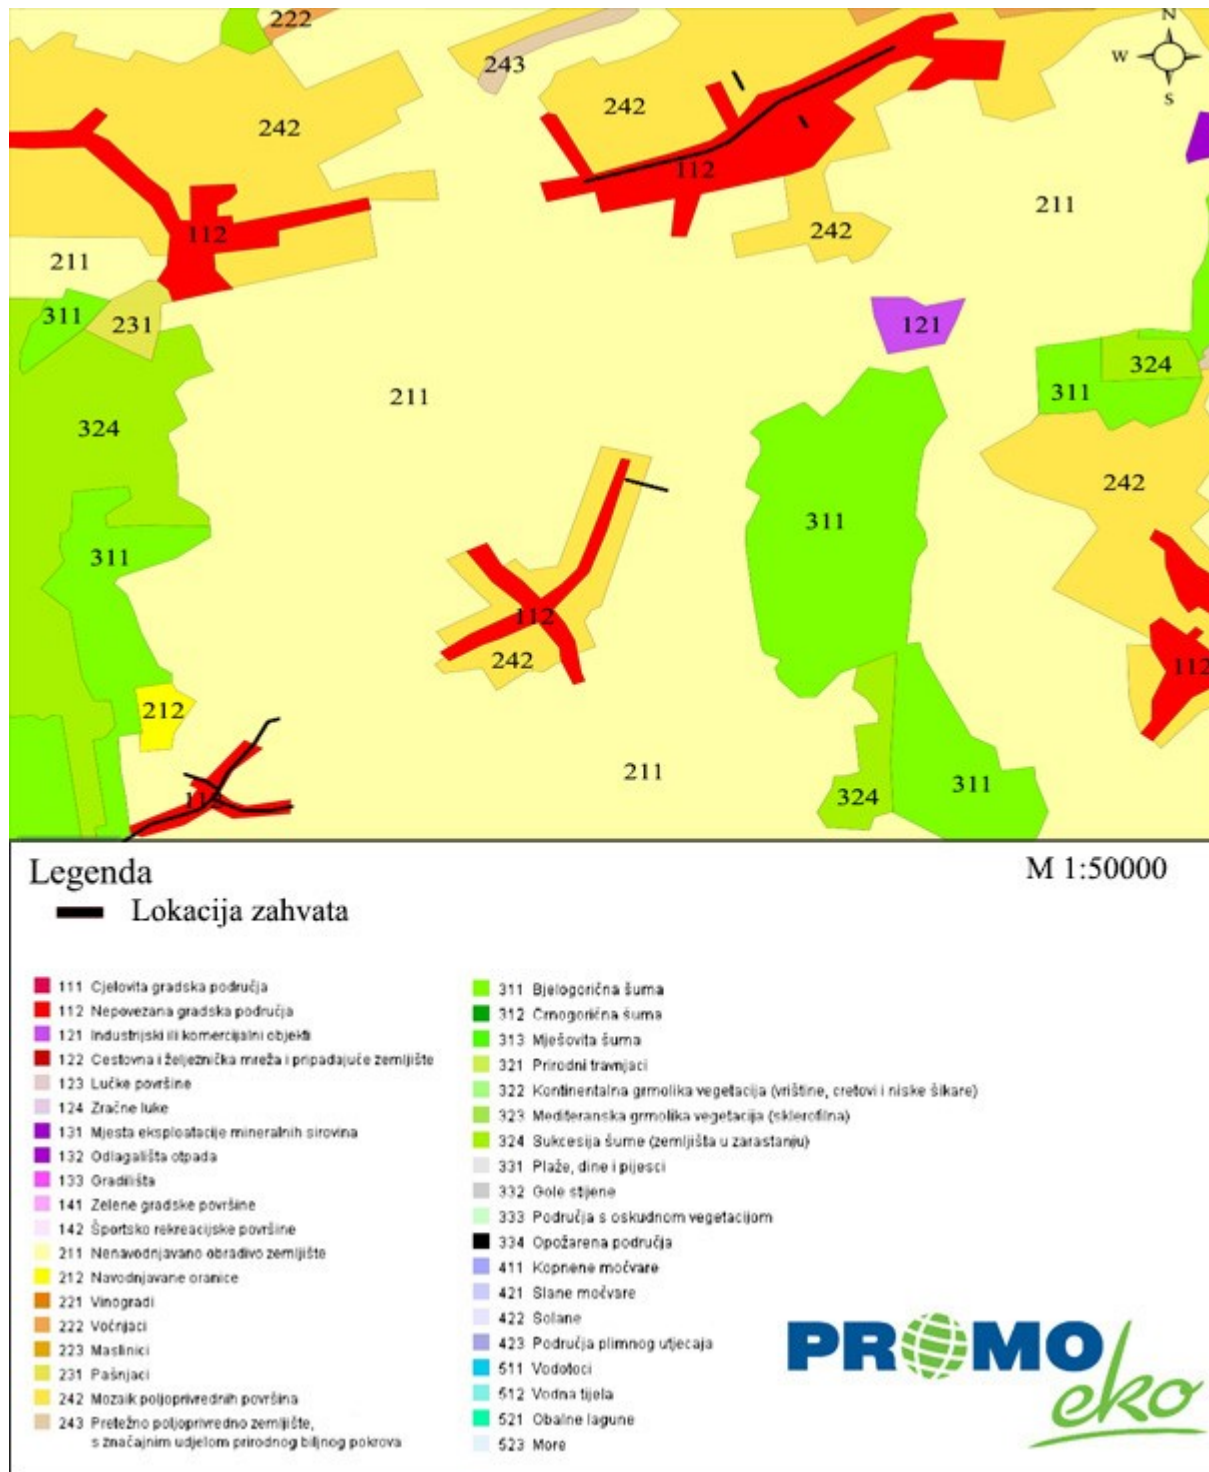 222
N
243
W
242
242
S
112
211
112
242
211
311
231
121
324
311
211
324
242
311
311
112
242
112
212
211
112
324
311
Legenda
M 1:50000
Lokacija zahvata
111 Cjelovita gradska područja
112 Nepovezana gradska područja
121 Industrijski ili komercijalni objekti
122 Cestovna i željeznička mreža i pripadajuće zemljište
123 Lučke površine
124 Zračne luke
131 Mjesta eksploatacije mineralnih sirovina
132 Odlagališta otpada
133 Gradilišta
141 Zelene gradske površine
142 Športsko rekreacijske površine
211 Nenavodnjavano obradivo zemljište
212 Navodnjavane oranice
221 Vinogradi
222 Voćnjaci
223 Maslinici
231 Pašnjaci
242 Mozaik poljoprivrednih površina
243 Pretežno poljoprivredno zemljište,
s značajnim udjelom prirodnog biljnog pokrova
311 Bjelogorična šuma
312 Crnogorična šuma
313 Mješovita šuma
321 Prirodni travnjaci
322 Kontinentalna grmolika vegetacija (vrištine, cretovi i niske šikare)
323 Mediteranska grmolika vegetacija (sklerofilna)
324 Sukcesija šume (zemljišta u zarastanju)
331 Plaže, dine i pijesci
332 Gole stijene
333 Područja s oskudnom vegetacijom
334 Opožarena područja
411 Kopnene močvare
421 Slane močvare
422 Solane
423 Područja plimnog utjecaja
511 Vodotoci
512 Vodna tijela
521 Obalne lagune
523 More
PROMO
eko